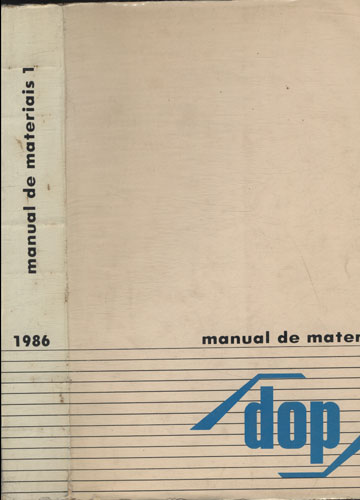 manual de materiais 1
1986
manual de mater
dop